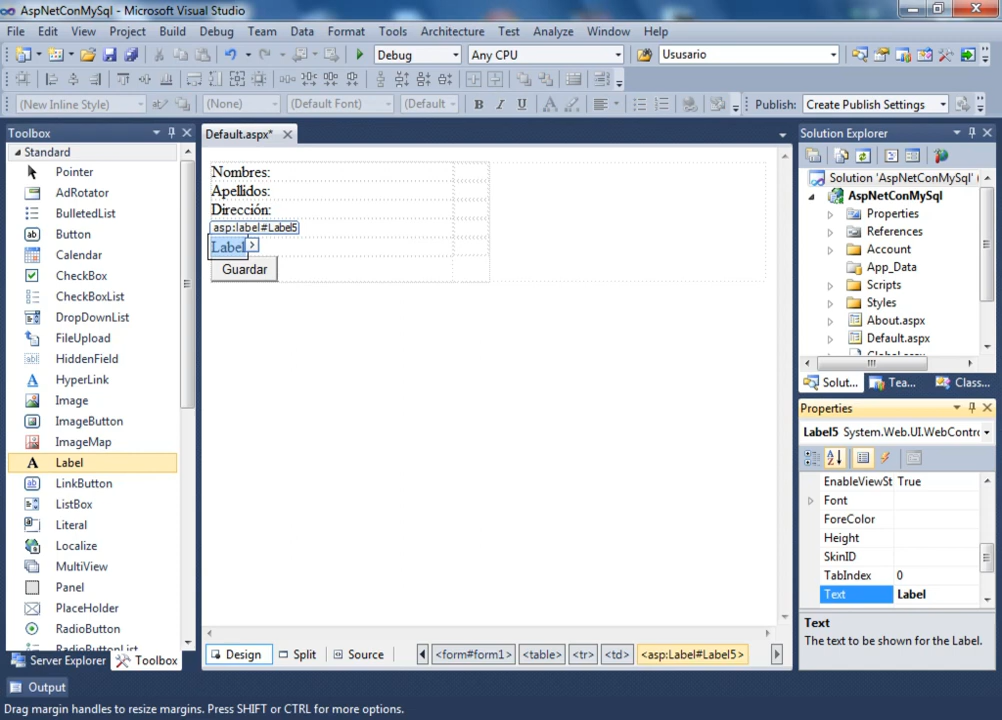 AspNetConMySql - Microsoft Visual Studio
File Edit View Project Build Debug Team Data Format Tools Architecture Test Analyze Window Help
Debug Any CPU Ususario
(New Inline Style) (None) (Default Font) (Default B I U A Publish: Create Publish Settings
Toolbox
Standard
Pointer
AdRotator
BulletedList
Button
Calendar
CheckBox
CheckBoxList
DropDownList
FileUpload
HiddenField
HyperLink
Image
ImageButton
ImageMap
Label
LinkButton
ListBox
Literal
Localize
MultiView
Panel
PlaceHolder
RadioButton
RadioButtonList
Server Explorer Toolbox
Default.aspx*
Nombres:
Apellidos:
Dirección:
asp:label#Label5
Label
Guardar
Design Split Source <form#form1> <table> <tr> <td> <asp:Label#Label5>
Solution Explorer
Solution 'AspNetConMySql' (
AspNetConMySql
Properties
References
Account
App_Data
Scripts
Styles
About.aspx
Default.aspx
Global.asax
Solut... Tea... Class...
Properties
Label5 System.Web.UI.WebContro
EnableViewSt True
Font
ForeColor
Height
SkinID
TabIndex 0
Text Label
Text
The text to be shown for the Label.
Output
Drag margin handles to resize margins. Press SHIFT or CTRL for more options.